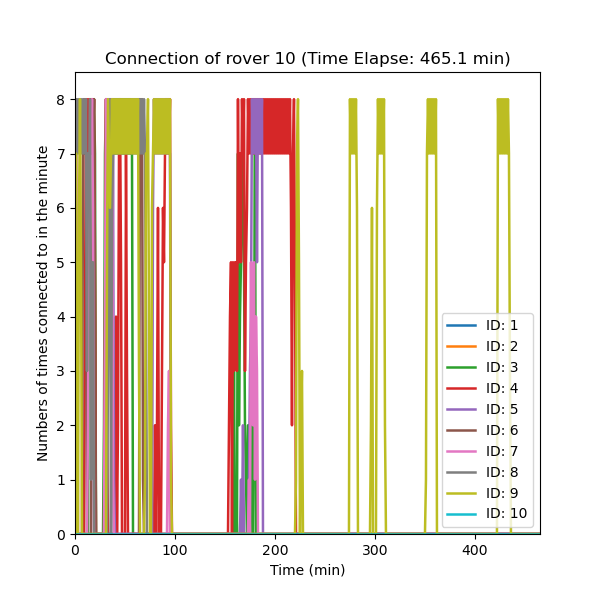 Connection of rover 10 (Time Elapse: 465.1 min)
Numbers of times connected to in the minute
8
7
6
5
4
3
2
1
0
0 100 200 300 400
Time (min)
ID: 1
ID: 2
ID: 3
ID: 4
ID: 5
ID: 6
ID: 7
ID: 8
ID: 9
ID: 10